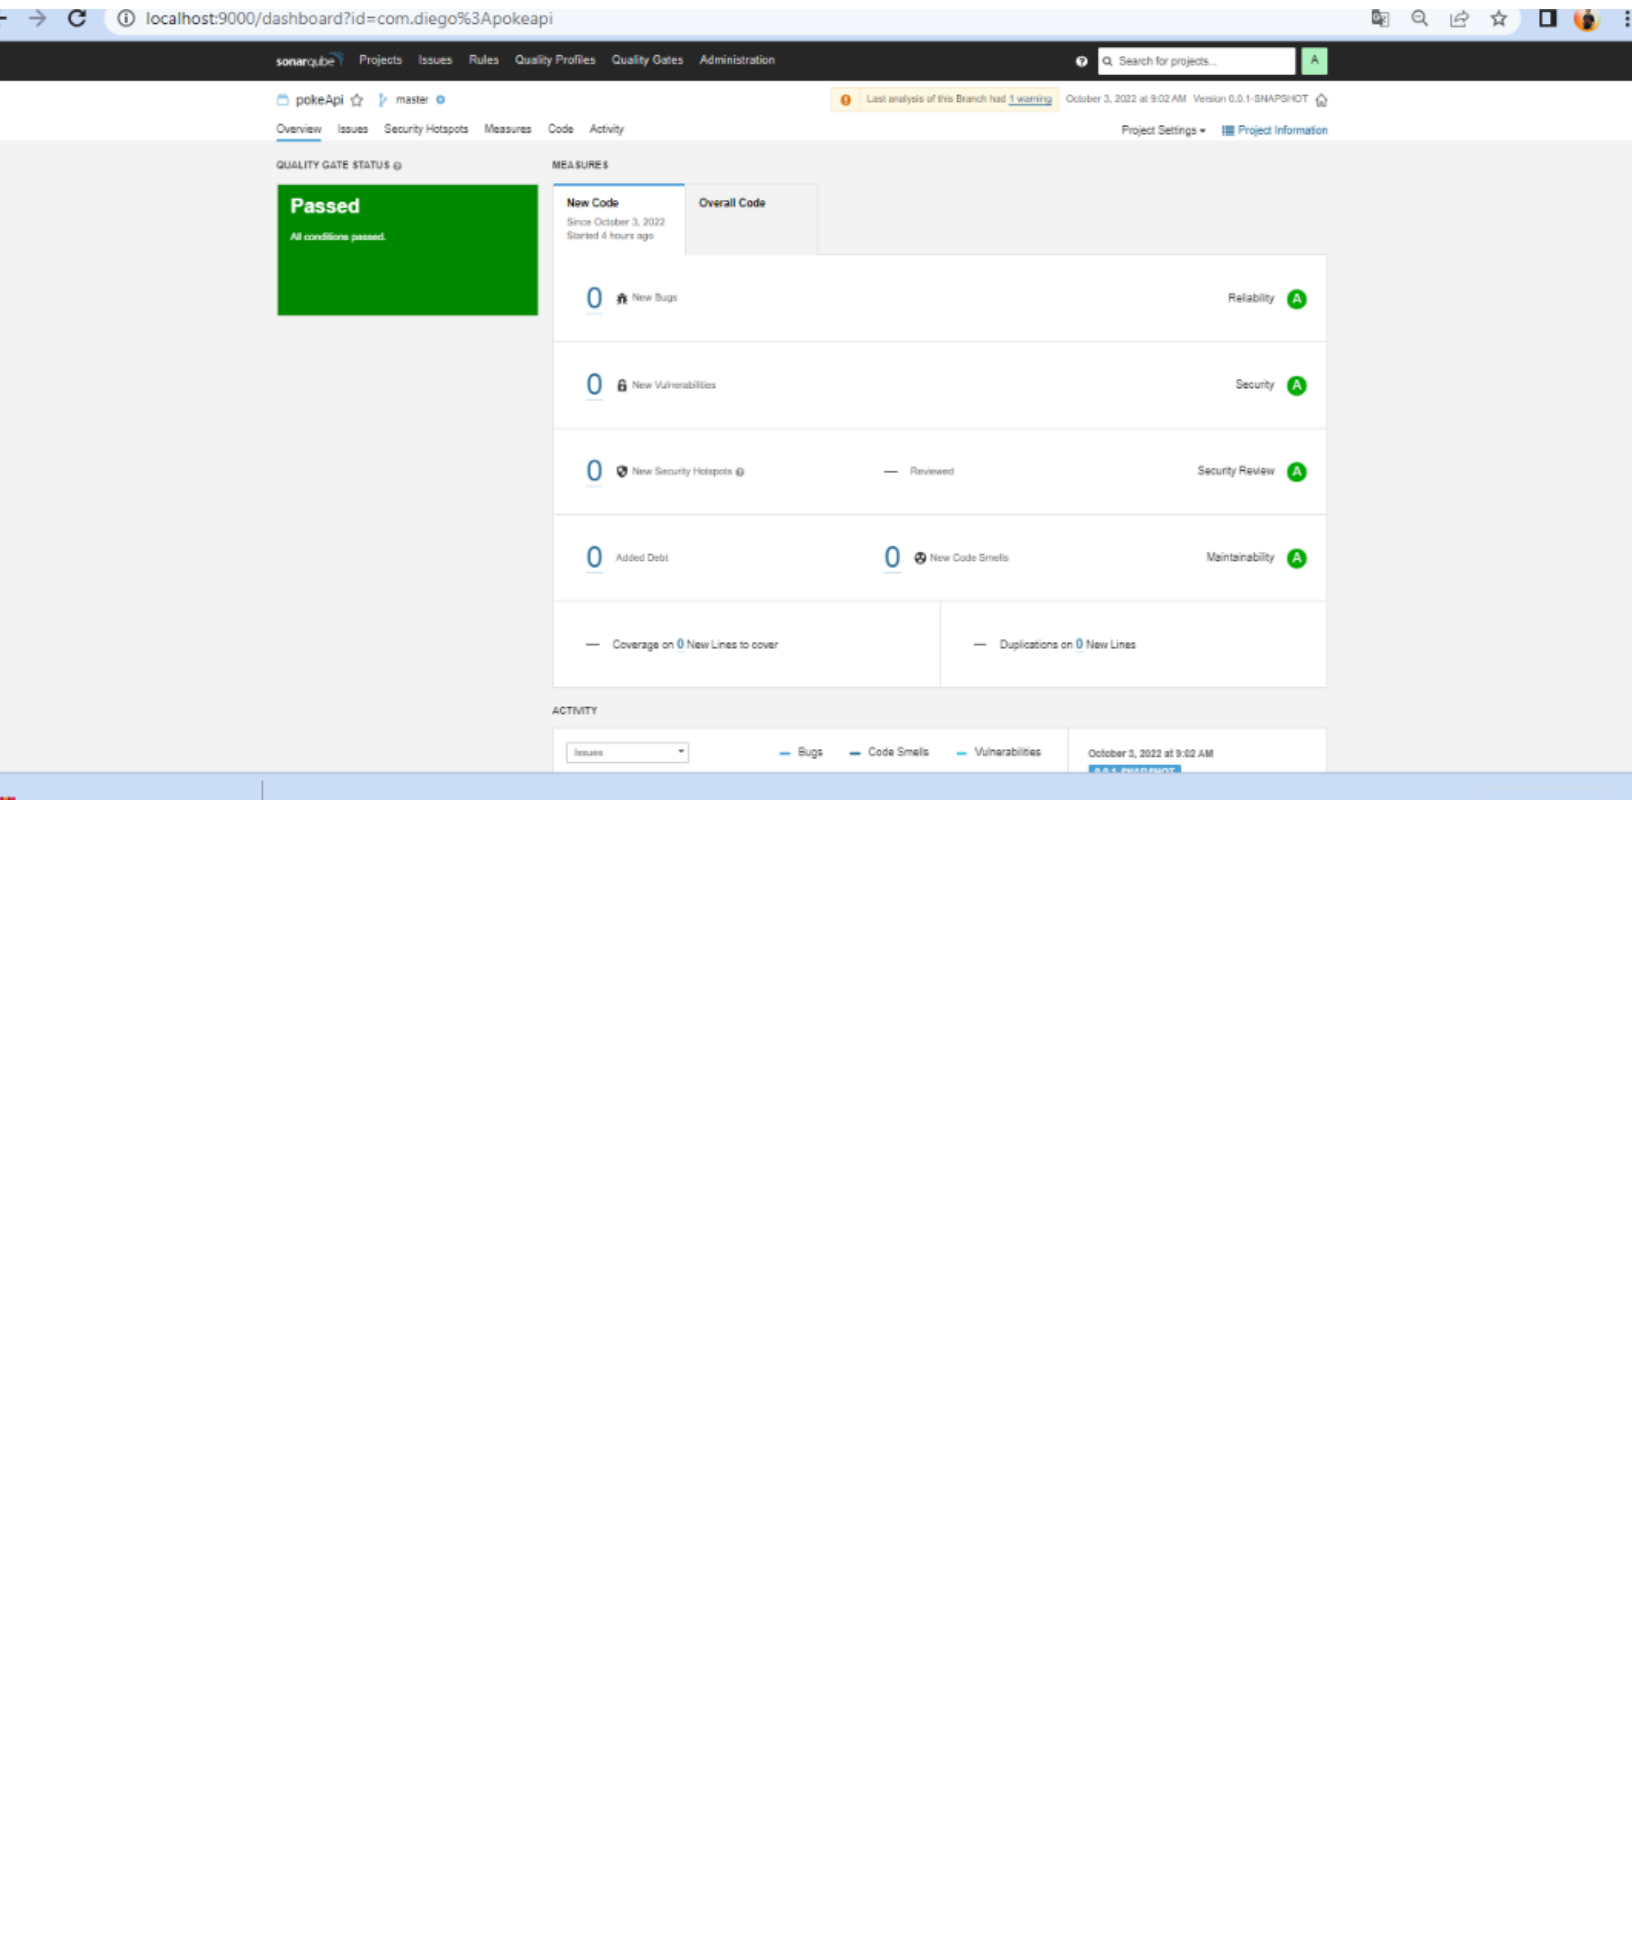 localhost:9000/dashboard?id=com.diego%3Apokeapi
sonarqube Projects Issues Rules Quality Profiles Quality Gates Administration Search for projects... A
pokeApi master Last analysis of this Branch had 1 warning October 3, 2022 at 9:02 AM Version 0.0.1-SNAPSHOT
Overview Issues Security Hotspots Measures Code Activity Project Settings Project Information
QUALITY GATE STATUS MEASURES
Passed
All conditions passed.
New Code Overall Code
Since October 3, 2022
Started 4 hours ago
0 New Bugs Reliability A
0 New Vulnerabilities Security A
0 New Security Hotspots — Reviewed Security Review A
0 Added Debt 0 New Code Smells Maintainability A
— Coverage on 0 New Lines to cover — Duplications on 0 New Lines
ACTIVITY
Issues Bugs Code Smells Vulnerabilities October 3, 2022 at 9:02 AM
0.0.1-SNAPSHOT